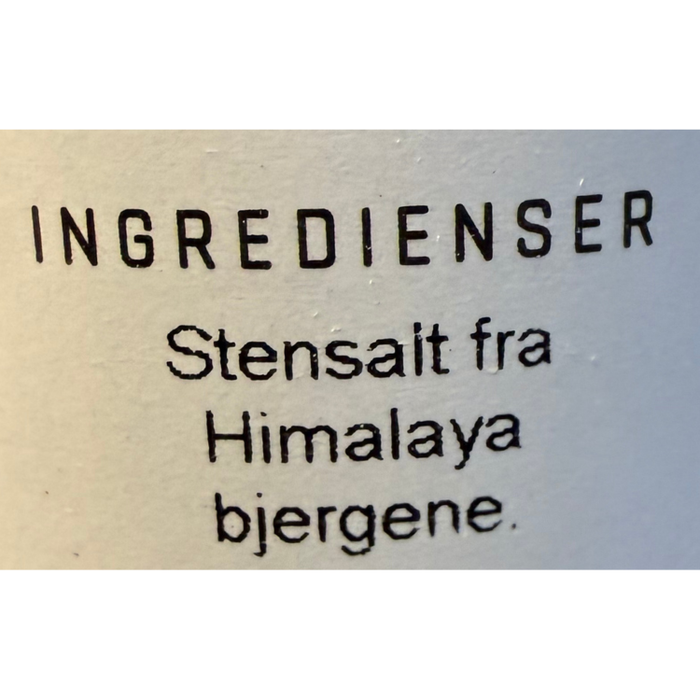 INGREDIENSER
Stensalt fra
Himalaya
bjergene.